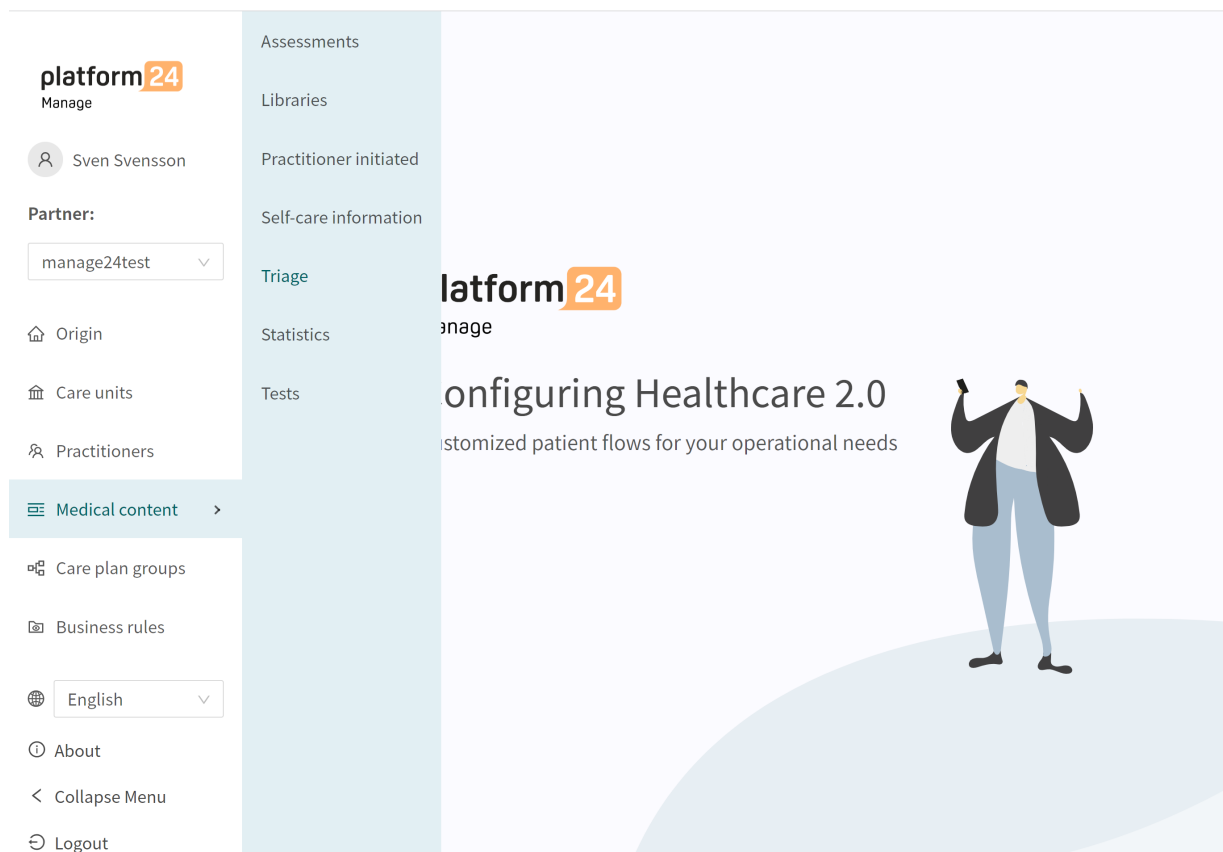 platform24
Manage
Sven Svensson
Partner:
manage24test
Origin
Care units
Practitioners
Medical content
Care plan groups
Business rules
English
About
Collapse Menu
Logout
Assessments
Libraries
Practitioner initiated
Self-care information
Triage
Statistics
Tests
latform24
anage
onfiguring Healthcare 2.0
stomized patient flows for your operational needs